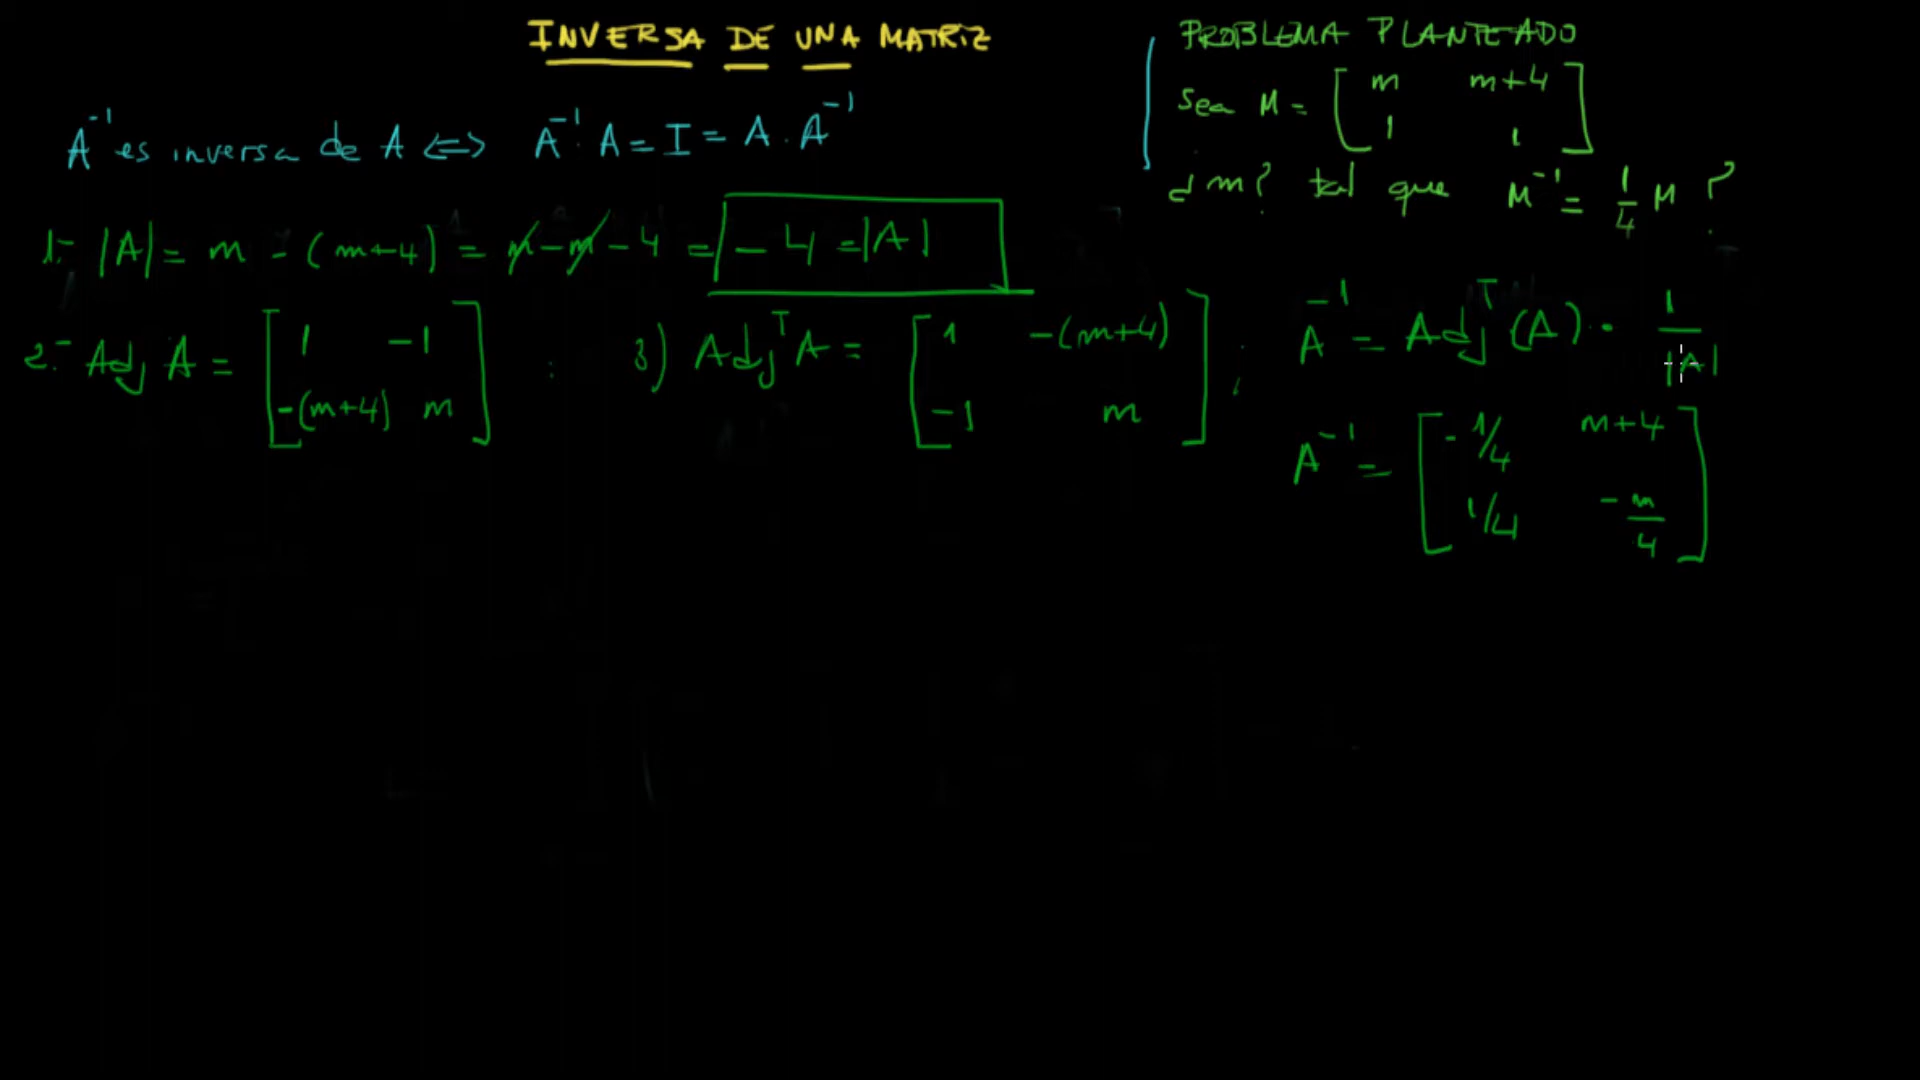 INVERSA DE UNA MATRIZ
A⁻¹ es inversa de A ⟺ A⁻¹·A = I = A·A⁻¹
PROBLEMA PLANTEADO
Sea M = [ m m+4
1 1 ]
¿m? tal que M⁻¹ = 1/4 M ?
1.- |A| = m - (m+4) = m - m - 4 = - 4 = |A|
2.- Adj A = [ 1 -1
-(m+4) m ]
3) Adjᵀ A = [ 1 -(m+4)
-1 m ]
A⁻¹ = Adjᵀ (A) · 1/|A|
A⁻¹ = [ -1/4 m+4
1/4 -m/4 ]